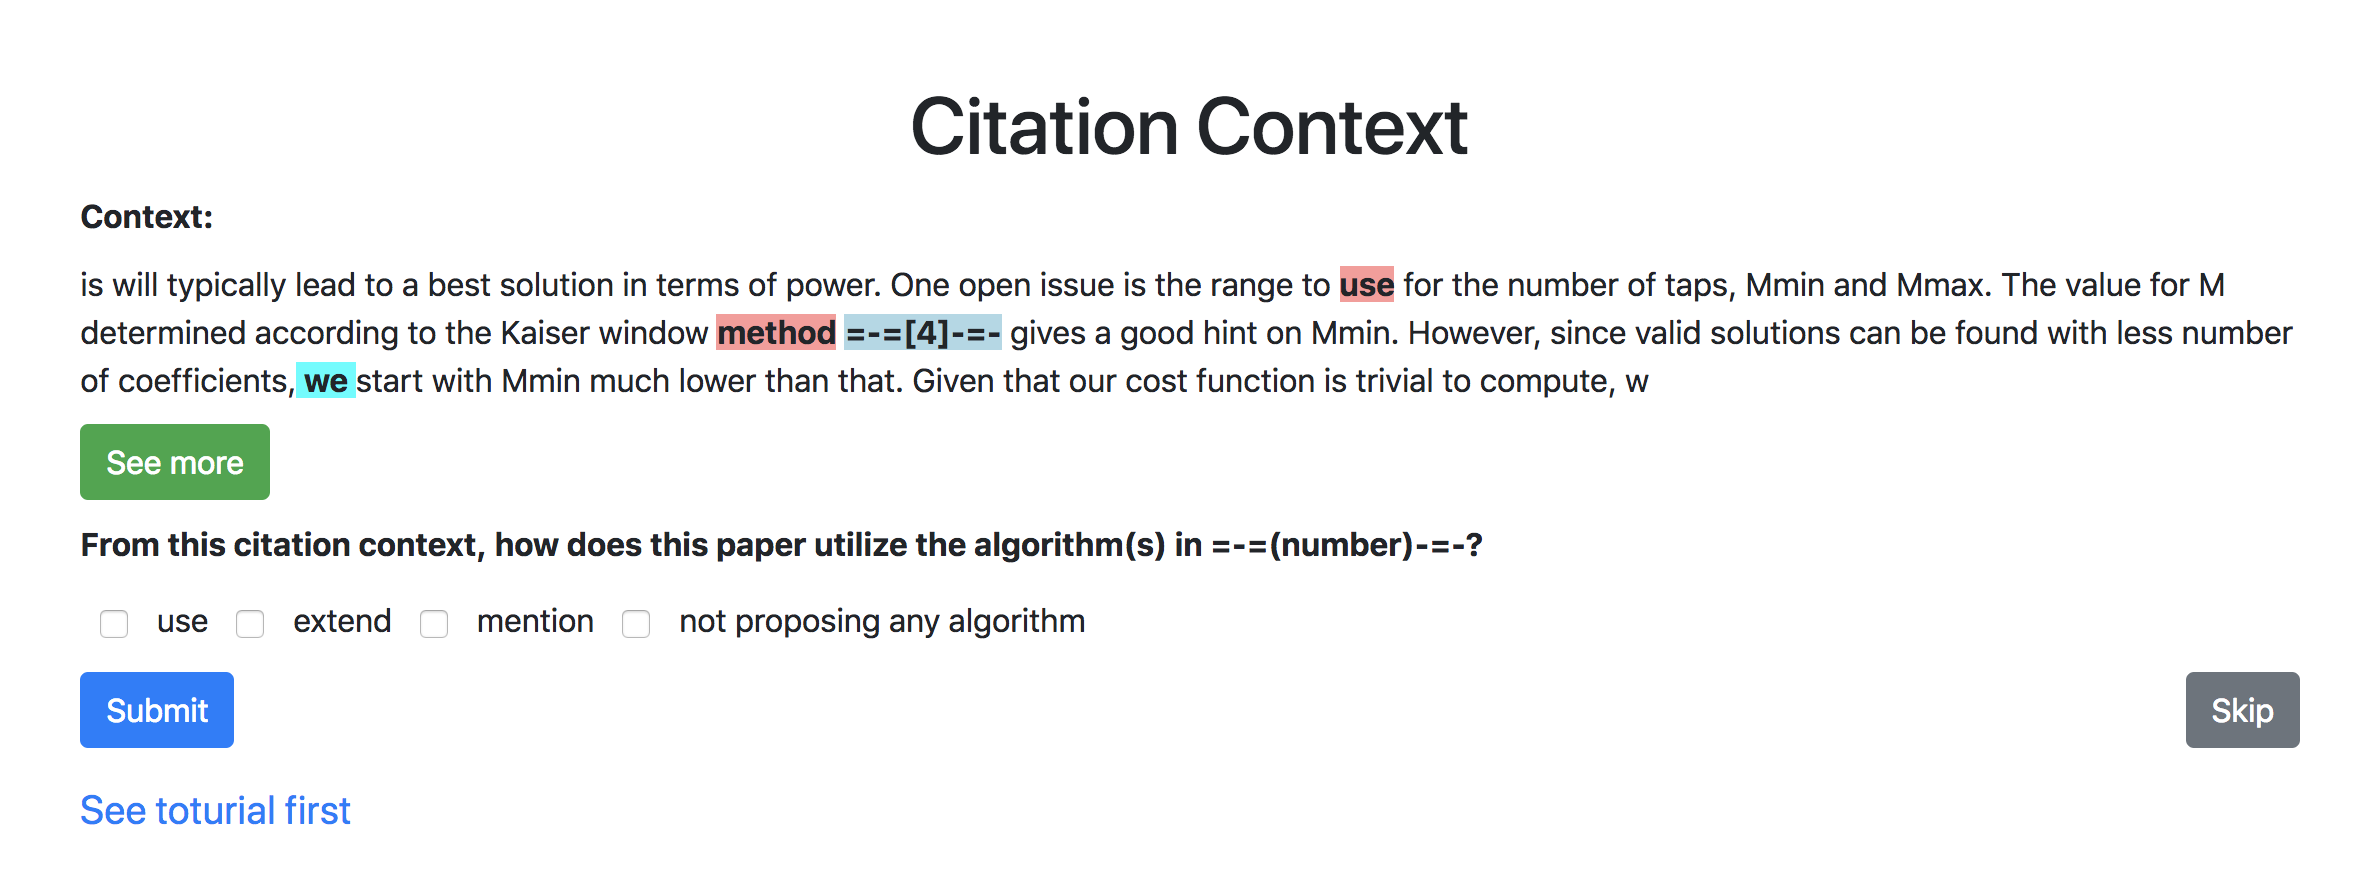 Citation Context
Context:
is will typically lead to a best solution in terms of power. One open issue is the range to use for the number of taps, Mmin and Mmax. The value for M
determined according to the Kaiser window method =-=[4]-=- gives a good hint on Mmin. However, since valid solutions can be found with less number
of coefficients, we start with Mmin much lower than that. Given that our cost function is trivial to compute, w
See more
From this citation context, how does this paper utilize the algorithm(s) in =-=(number)-=-?
use extend mention not proposing any algorithm
Submit Skip
See toturial first